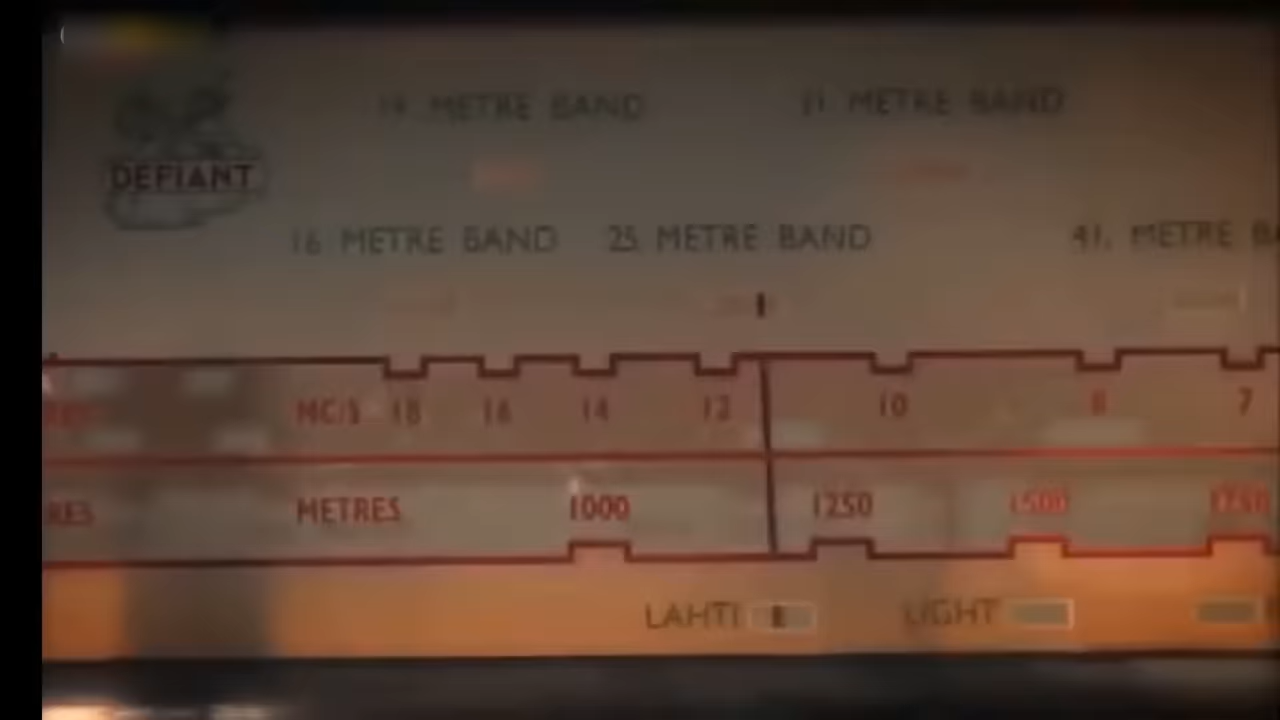 19 METRE BAND 31 METRE BAND
DEFIANT
16 METRE BAND 25 METRE BAND 41. METRE
MC/S 18 16 14 12 10 8 7
METRES 1000 1250 1500 1750
LAHTI LIGHT